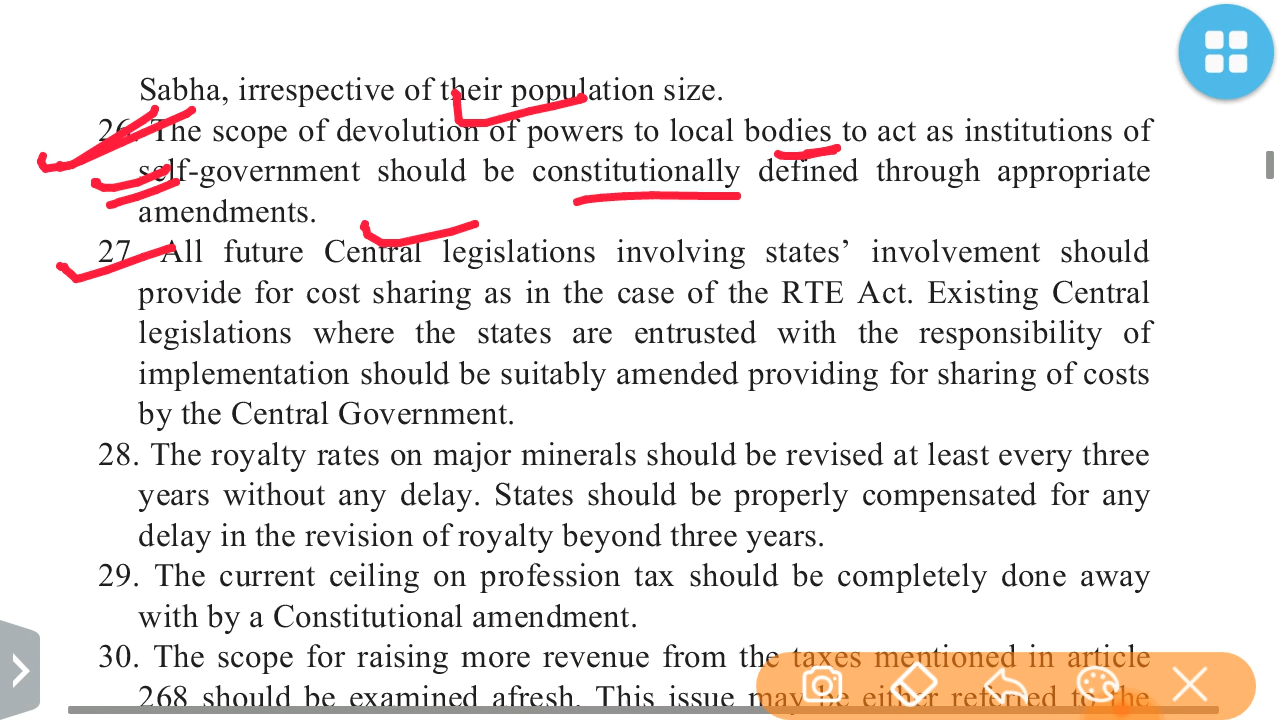 Sabha, irrespective of their population size.
26. The scope of devolution of powers to local bodies to act as institutions of
self-government should be constitutionally defined through appropriate
amendments.
27. All future Central legislations involving states’ involvement should
provide for cost sharing as in the case of the RTE Act. Existing Central
legislations where the states are entrusted with the responsibility of
implementation should be suitably amended providing for sharing of costs
by the Central Government.
28. The royalty rates on major minerals should be revised at least every three
years without any delay. States should be properly compensated for any
delay in the revision of royalty beyond three years.
29. The current ceiling on profession tax should be completely done away
with by a Constitutional amendment.
30. The scope for raising more revenue from the taxes mentioned in article
268 should be examined afresh. This issue may be either referred to the